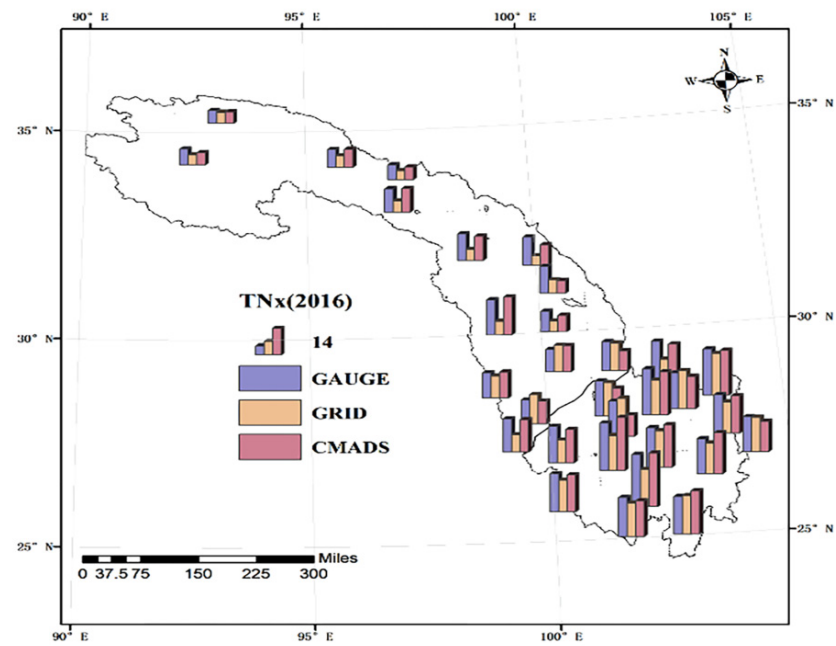 90° E 95° E 100° E 105° E
N
W E
S
35° N 35° N
30° N 30° N
25° N 25° N
TNx(2016)
14
GAUGE
GRID
CMADS
Miles
0 37.5 75 150 225 300
90° E 95° E 100° E